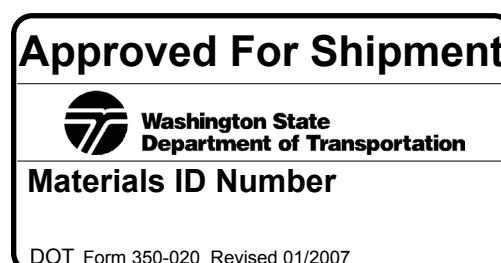 Approved For Shipment
Washington State
Department of Transportation
Materials ID Number
DOT Form 350-020 Revised 01/2007